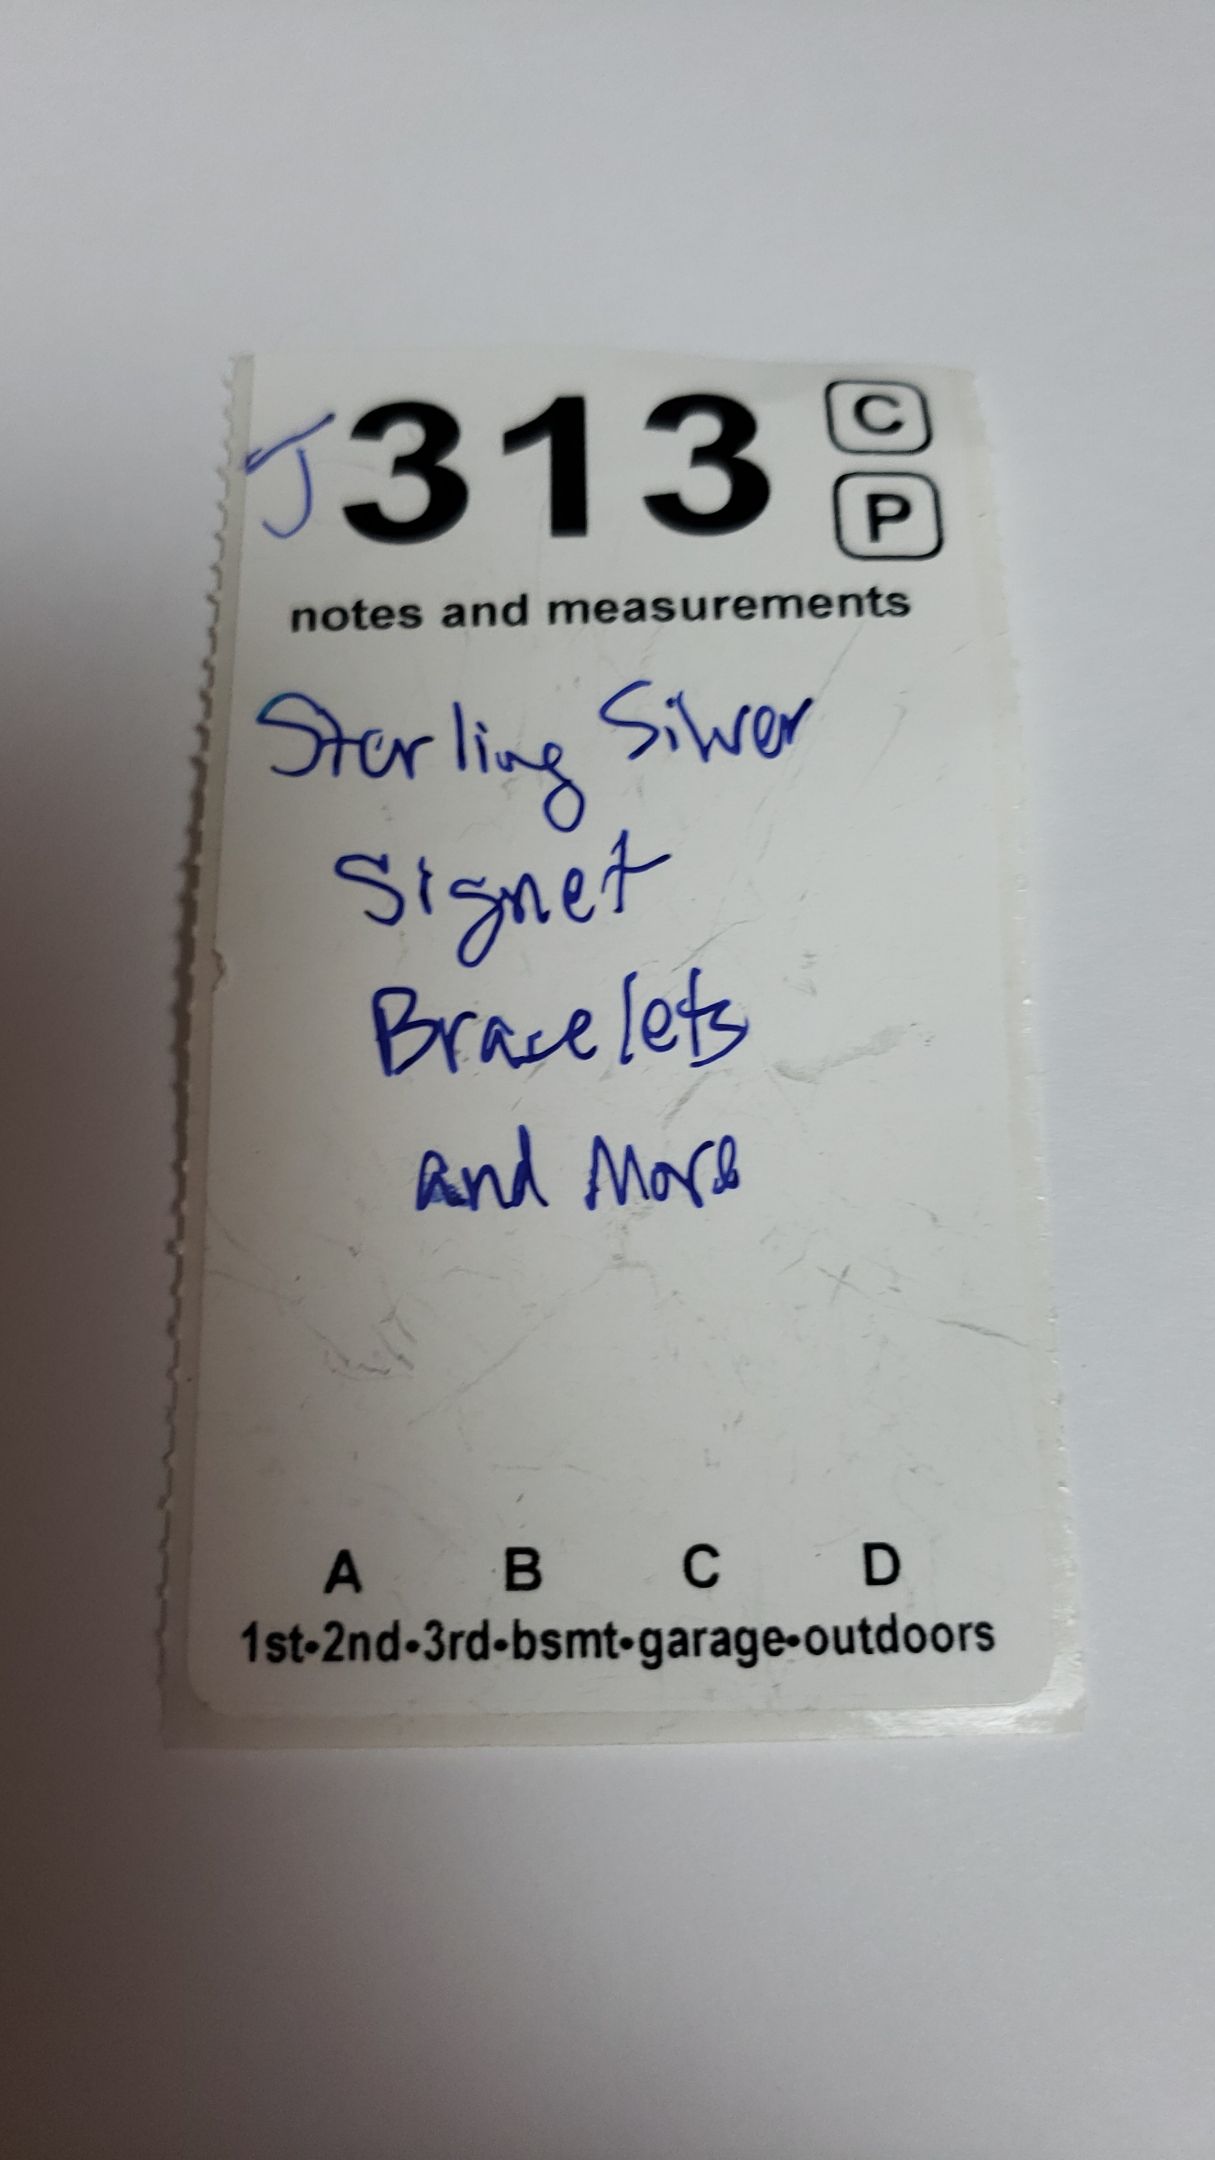 J313 C
P
notes and measurements
Sterling Silver
Signet
Bracelets
and More
A B C D
1st•2nd•3rd•bsmt•garage•outdoors